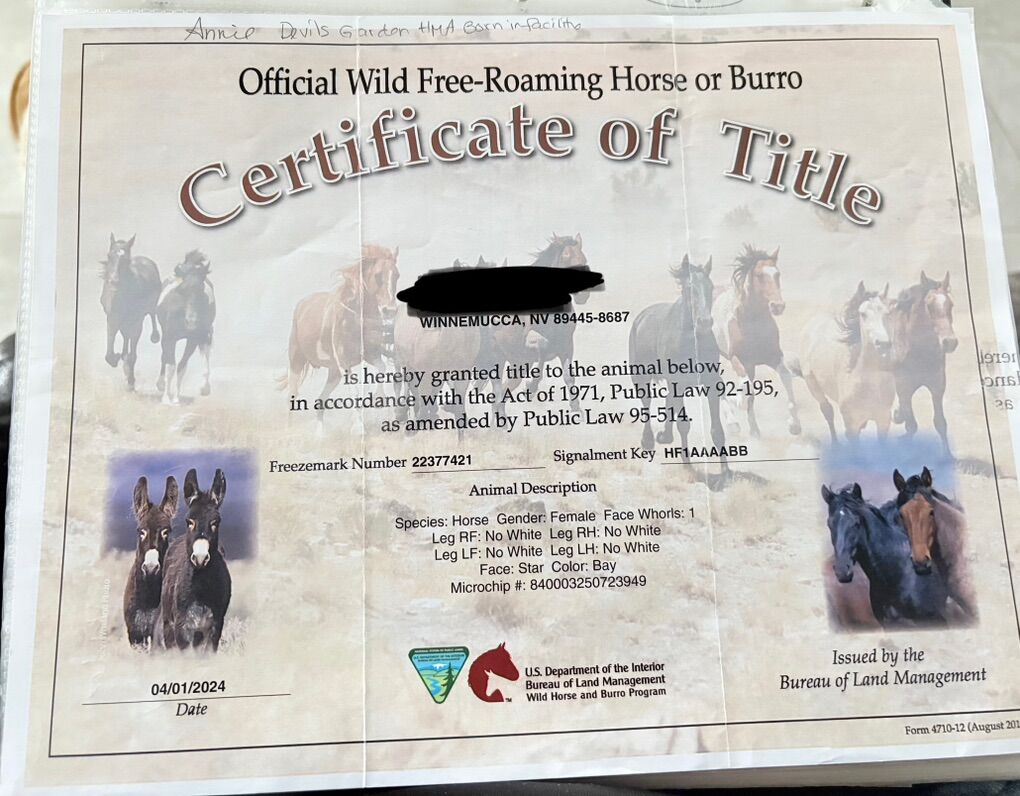 Annie Devils Garden HMA Born in facility
Official Wild Free-Roaming Horse or Burro
Certificate of Title
WINNEMUCCA, NV 89445-8687
is hereby granted title to the animal below,
in accordance with the Act of 1971, Public Law 92-195,
as amended by Public Law 95-514.
Freezemark Number 22377421 Signalment Key HF1AAAABB
Animal Description
Species: Horse Gender: Female Face Whorls: 1
Leg RF: No White Leg RH: No White
Leg LF: No White Leg LH: No White
Face: Star Color: Bay
Microchip #: 840003250723949
U.S. Department of the Interior
Bureau of Land Management
Wild Horse and Burro Program
TM
04/01/2024
Date
Issued by the
Bureau of Land Management
Form 4710-12 (August 201